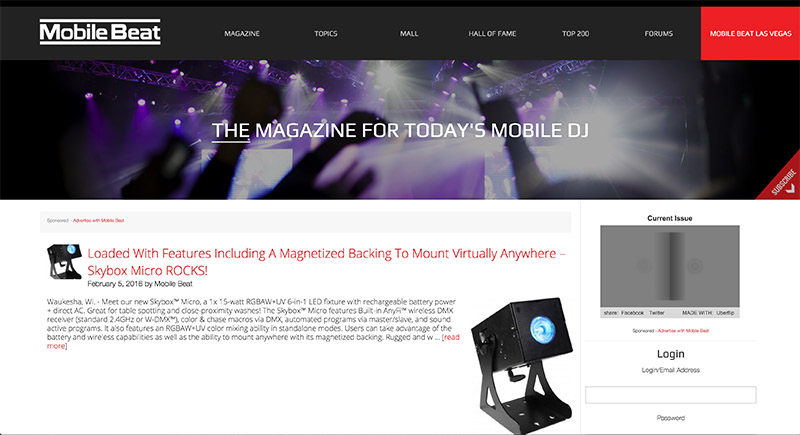 Mobile Beat
MAGAZINE
TOPICS
MALL
HALL OF FAME
TOP 200
FORUMS
MOBILE BEAT LAS VEGAS
THE MAGAZINE FOR TODAY'S MOBILE DJ
SUBSCRIBE
Sponsored - Advertise with Mobile Beat
Loaded With Features Including A Magnetized Backing To Mount Virtually Anywhere –
Skybox Micro ROCKS!
February 5, 2016 by Mobile Beat
Waukesha, Wi. - Meet our new Skybox™ Micro, a 1x 15-watt RGBAW+UV 6-in-1 LED fixture with rechargable battery power
+ direct AC. Great for table spotting and close-proximity washes! The Skybox™ Micro features Built-in AnyFi™ wireless DMX
receiver (standard 2.4GHz or W-DMX™), color & chase macros via DMX, automated programs via master/slave, and sound
active programs. It also features an RGBAW+UV color mixing ability in standalone modes. Users can take advantage of the
battery and wireless capabilities as well as the ability to mount anywhere with its magnetized backing. Rugged and w ... [read
more]
Current Issue
share: Facebook Twitter MADE WITH: Uberflip
Sponsored - Advertise with Mobile Beat
Login
Login/Email Address
Password